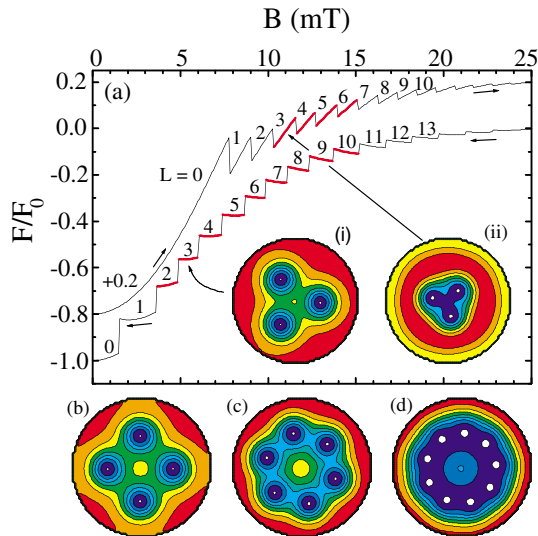 B (mT)
0 5 10 15 20 25
(a)
F/F0
0.2
0.0
-0.2
-0.4
-0.6
-0.8
-1.0
L = 0
1 2 3 4 5 6 7 8 9 10
+0.2
0 1 2 3 4 5 6 7 8 9 10 11 12 13
(i)
(ii)
(b)
(c)
(d)